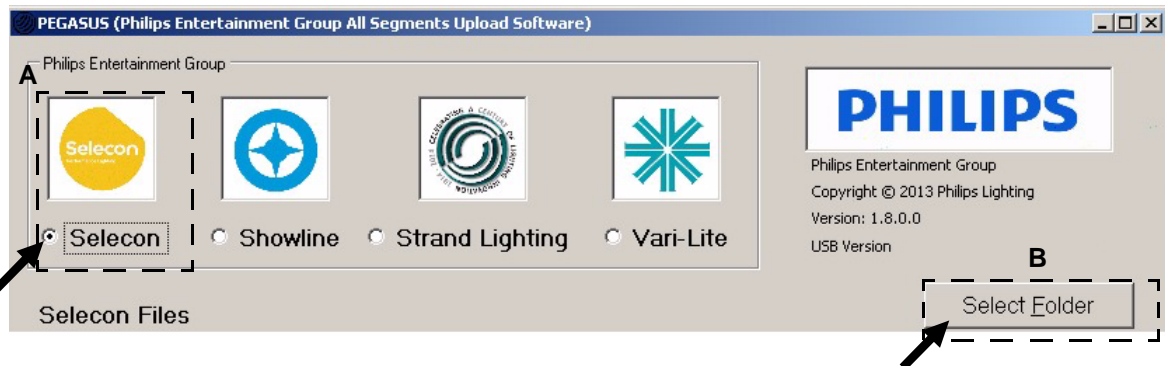 PEGASUS (Philips Entertainment Group All Segments Upload Software)
Philips Entertainment Group
A
Selecon
PHILIPS
Philips Entertainment Group
Copyright © 2013 Philips Lighting
Version: 1.8.0.0
USB Version
Selecon
Showline
Strand Lighting
Vari-Lite
B
Select Folder
Selecon Files